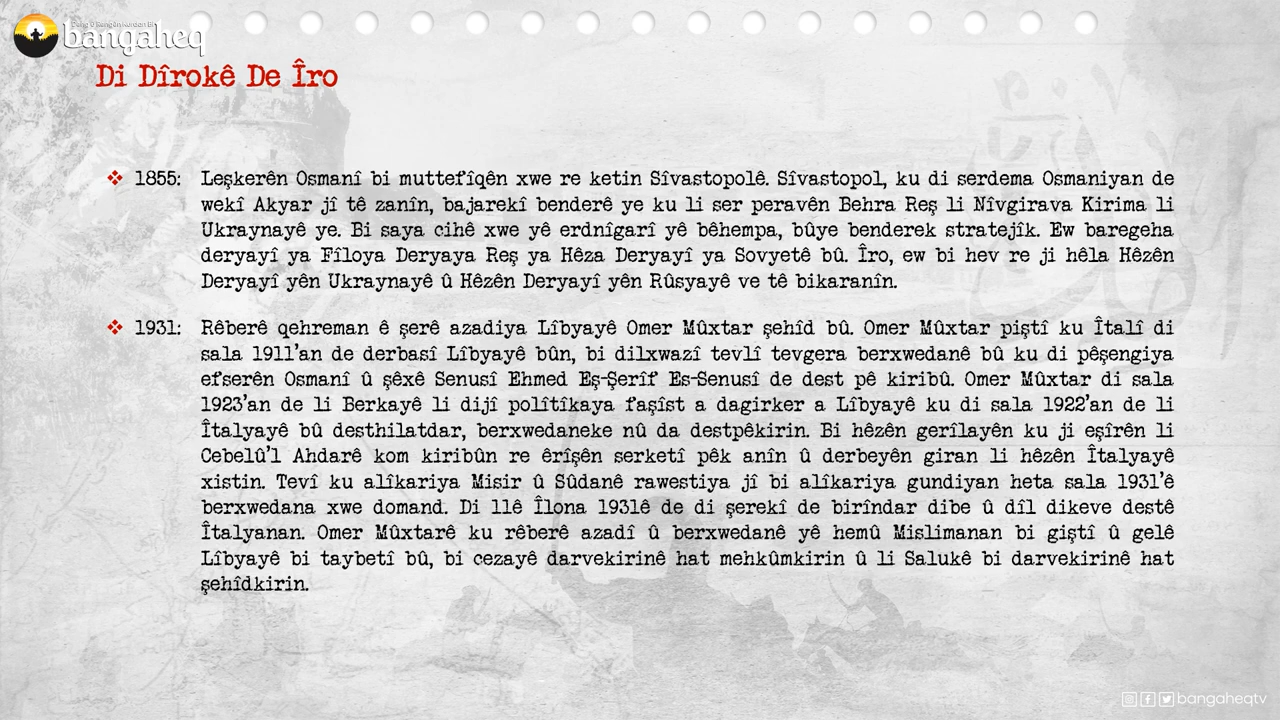 Deng û Bangên Kurdan Bi
bangaheq
Di Dîrokê De Îro
❖ 1855: Leşkerên Osmanî bi muttefîqên xwe re ketin Sîvastopolê. Sîvastopol, ku di serdema Osmaniyan de
wekî Akyar jî tê zanîn, bajarekî benderê ye ku li ser peravên Behra Reş li Nîvgirava Kirima li
Ukraynayê ye. Bi saya cihê xwe yê erdnîgarî yê bêhempa, bûye benderek stratejîk. Ew baregeha
deryayî ya Fîloya Deryaya Reş ya Hêza Deryayî ya Sovyetê bû. Îro, ew bi hev re ji hêla Hêzên
Deryayî yên Ukraynayê û Hêzên Deryayî yên Rûsyayê ve tê bikaranîn.
❖ 1931: Rêberê qehreman ê şerê azadiya Lîbyayê Omer Mûxtar şehîd bû. Omer Mûxtar piştî ku Îtalî di
sala 1911'an de derbasî Lîbyayê bûn, bi dilxwazî tevlî tevgera berxwedanê bû ku di pêşengiya
efserên Osmanî û şêxê Senusî Ehmed Eş-Şerîf Es-Senusî de dest pê kiribû. Omer Mûxtar di sala
1923'an de li Berkayê li dijî polîtîkaya faşîst a dagirker a Lîbyayê ku di sala 1922'an de li
Îtalyayê bû desthilatdar, berxwedaneke nû da destpêkirin. Bi hêzên gerîlayên ku ji eşîrên li
Cebelû'l Ahdarê kom kiribûn re êrîşên serketî pêk anîn û derbeyên giran li hêzên Îtalyayê
xistin. Tevî ku alîkariya Misir û Sûdanê rawestiya jî bi alîkariya gundiyan heta sala 1931'ê
berxwedana xwe domand. Di 11ê Îlona 1931ê de di şerekî de birîndar dibe û dîl dikeve destê
Îtalyanan. Omer Mûxtarê ku rêberê azadî û berxwedanê yê hemû Mislimanan bi giştî û gelê
Lîbyayê bi taybetî bû, bi cezayê darvekirinê hat mehkûmkirin û li Salukê bi darvekirinê hat
şehîdkirin.
bangaheqtv